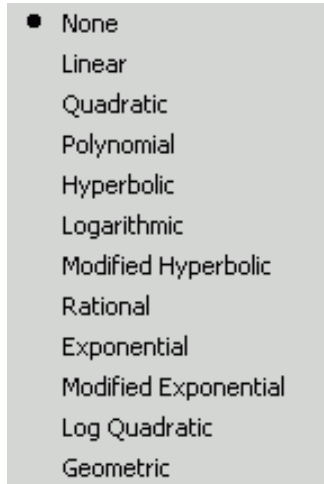 None
Linear
Quadratic
Polynomial
Hyperbolic
Logarithmic
Modified Hyperbolic
Rational
Exponential
Modified Exponential
Log Quadratic
Geometric